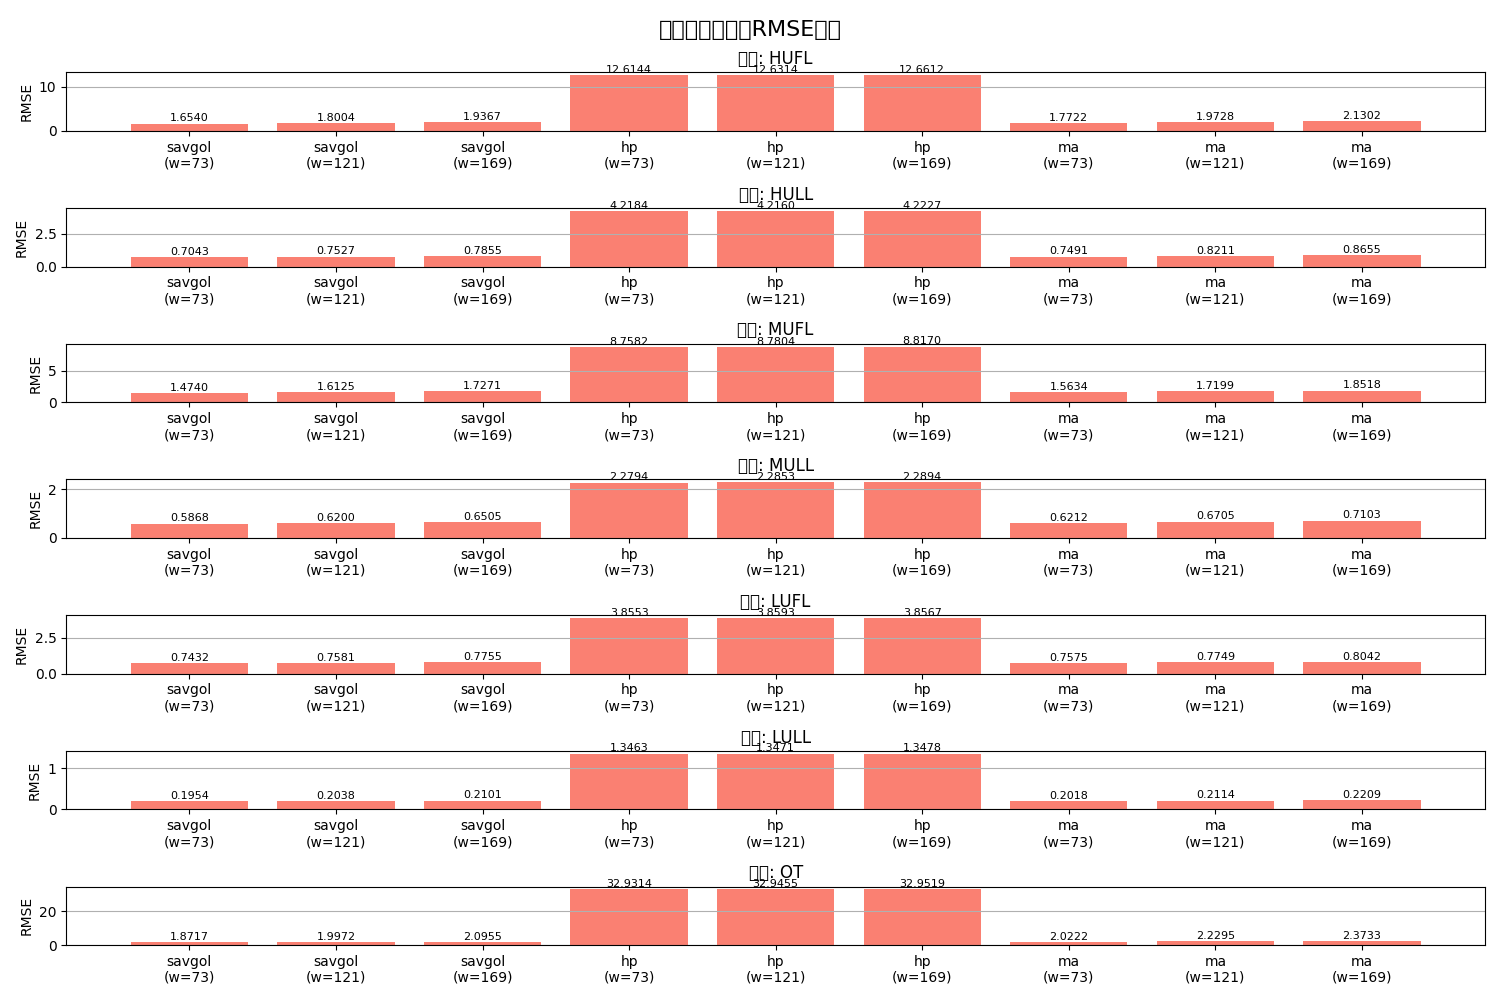 RMSE
HUFL
RMSE
10
0
1.6540
1.8004
1.9367
12.6144
12.6314
12.6612
1.7722
1.9728
2.1302
savgol
(w=73)
savgol
(w=121)
savgol
(w=169)
hp
(w=73)
hp
(w=121)
hp
(w=169)
ma
(w=73)
ma
(w=121)
ma
(w=169)
HULL
RMSE
2.5
0.0
0.7043
0.7527
0.7855
4.2184
4.2160
4.2227
0.7491
0.8211
0.8655
savgol
(w=73)
savgol
(w=121)
savgol
(w=169)
hp
(w=73)
hp
(w=121)
hp
(w=169)
ma
(w=73)
ma
(w=121)
ma
(w=169)
MUFL
RMSE
5
0
1.4740
1.6125
1.7271
8.7582
8.7804
8.8170
1.5634
1.7199
1.8518
savgol
(w=73)
savgol
(w=121)
savgol
(w=169)
hp
(w=73)
hp
(w=121)
hp
(w=169)
ma
(w=73)
ma
(w=121)
ma
(w=169)
MULL
RMSE
2
0
0.5868
0.6200
0.6505
2.2794
2.2853
2.2894
0.6212
0.6705
0.7103
savgol
(w=73)
savgol
(w=121)
savgol
(w=169)
hp
(w=73)
hp
(w=121)
hp
(w=169)
ma
(w=73)
ma
(w=121)
ma
(w=169)
LUFL
RMSE
2.5
0.0
0.7432
0.7581
0.7755
3.8553
3.8593
3.8567
0.7575
0.7749
0.8042
savgol
(w=73)
savgol
(w=121)
savgol
(w=169)
hp
(w=73)
hp
(w=121)
hp
(w=169)
ma
(w=73)
ma
(w=121)
ma
(w=169)
LULL
RMSE
1
0
0.1954
0.2038
0.2101
1.3463
1.3471
1.3478
0.2018
0.2114
0.2209
savgol
(w=73)
savgol
(w=121)
savgol
(w=169)
hp
(w=73)
hp
(w=121)
hp
(w=169)
ma
(w=73)
ma
(w=121)
ma
(w=169)
OT
RMSE
20
0
1.8717
1.9972
2.0955
32.9314
32.9455
32.9519
2.0222
2.2295
2.3733
savgol
(w=73)
savgol
(w=121)
savgol
(w=169)
hp
(w=73)
hp
(w=121)
hp
(w=169)
ma
(w=73)
ma
(w=121)
ma
(w=169)